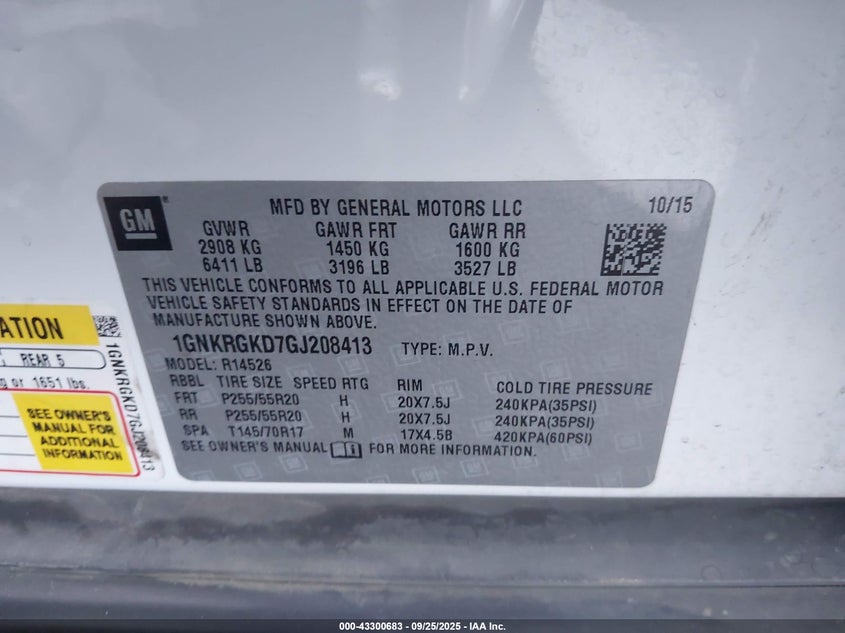 GM
MFD BY GENERAL MOTORS LLC 10/15
GVWR GAWR FRT GAWR RR
2908 KG 1450 KG 1600 KG
6411 LB 3196 LB 3527 LB
THIS VEHICLE CONFORMS TO ALL APPLICABLE U.S. FEDERAL MOTOR
VEHICLE SAFETY STANDARDS IN EFFECT ON THE DATE OF
MANUFACTURE SHOWN ABOVE.
1GNKRGKD7GJ208413 TYPE: M.P.V.
MODEL: R14526
RBBL TIRE SIZE SPEED RTG RIM COLD TIRE PRESSURE
FRT P255/55R20 H 20X7.5J 240KPA(35PSI)
RR P255/55R20 H 20X7.5J 240KPA(35PSI)
SPA T145/70R17 M 17X4.5B 420KPA(60PSI)
SEE OWNER'S MANUAL FOR MORE INFORMATION.
ATION
REAR 5
or 1651 lbs.
SEE OWNER'S
MANUAL FOR
ADDITIONAL
INFORMATION
1GNKRGKD7GJ208413
000-43300683 - 09/25/2025 - IAA Inc.